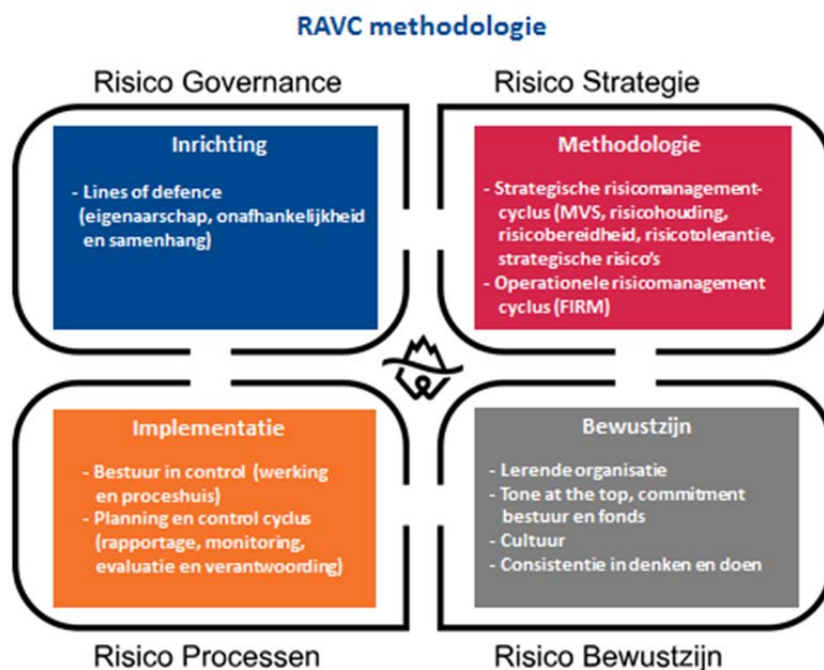 RAVC methodologie
Risico Governance
Inrichting
- Lines of defence
(eigenaarschap, onafhankelijkheid
en samenhang)
Risico Strategie
Methodologie
- Strategische risicomanagement-
cyclus (MVS, risicohouding,
risicobereidheid, risicotolerantie,
strategische risico's
- Operationele risicomanagement
cyclus (FIRM)
Implementatie
- Bestuur in control (werking
en proceshuis)
- Planning en control cyclus
(rapportage, monitoring,
evaluatie en verantwoording)
Risico Processen
Bewustzijn
- Lerende organisatie
- Tone at the top, commitment
bestuur en fonds
- Cultuur
- Consistentie in denken en doen
Risico Bewustzijn